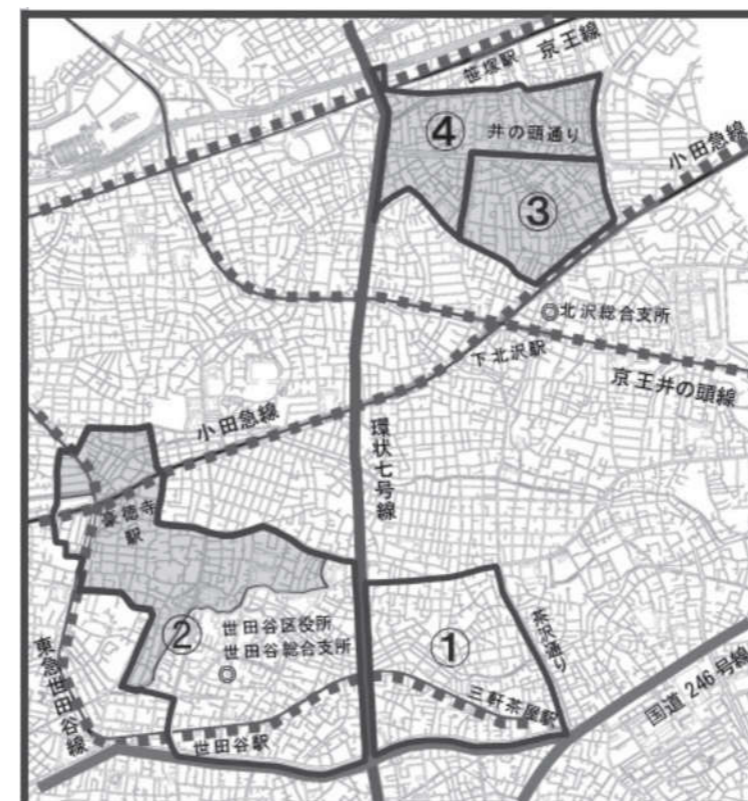 笹塚駅
京王線
④
井の頭通り
小田急線
③
◎北沢総合支所
下北沢駅
京王井の頭線
小田急線
環状七号線
豪徳寺
駅
②
世田谷区役所
世田谷総合支所
◎
①
茶沢通り
東急世田谷線
三軒茶屋駅
国道246号線
世田谷駅